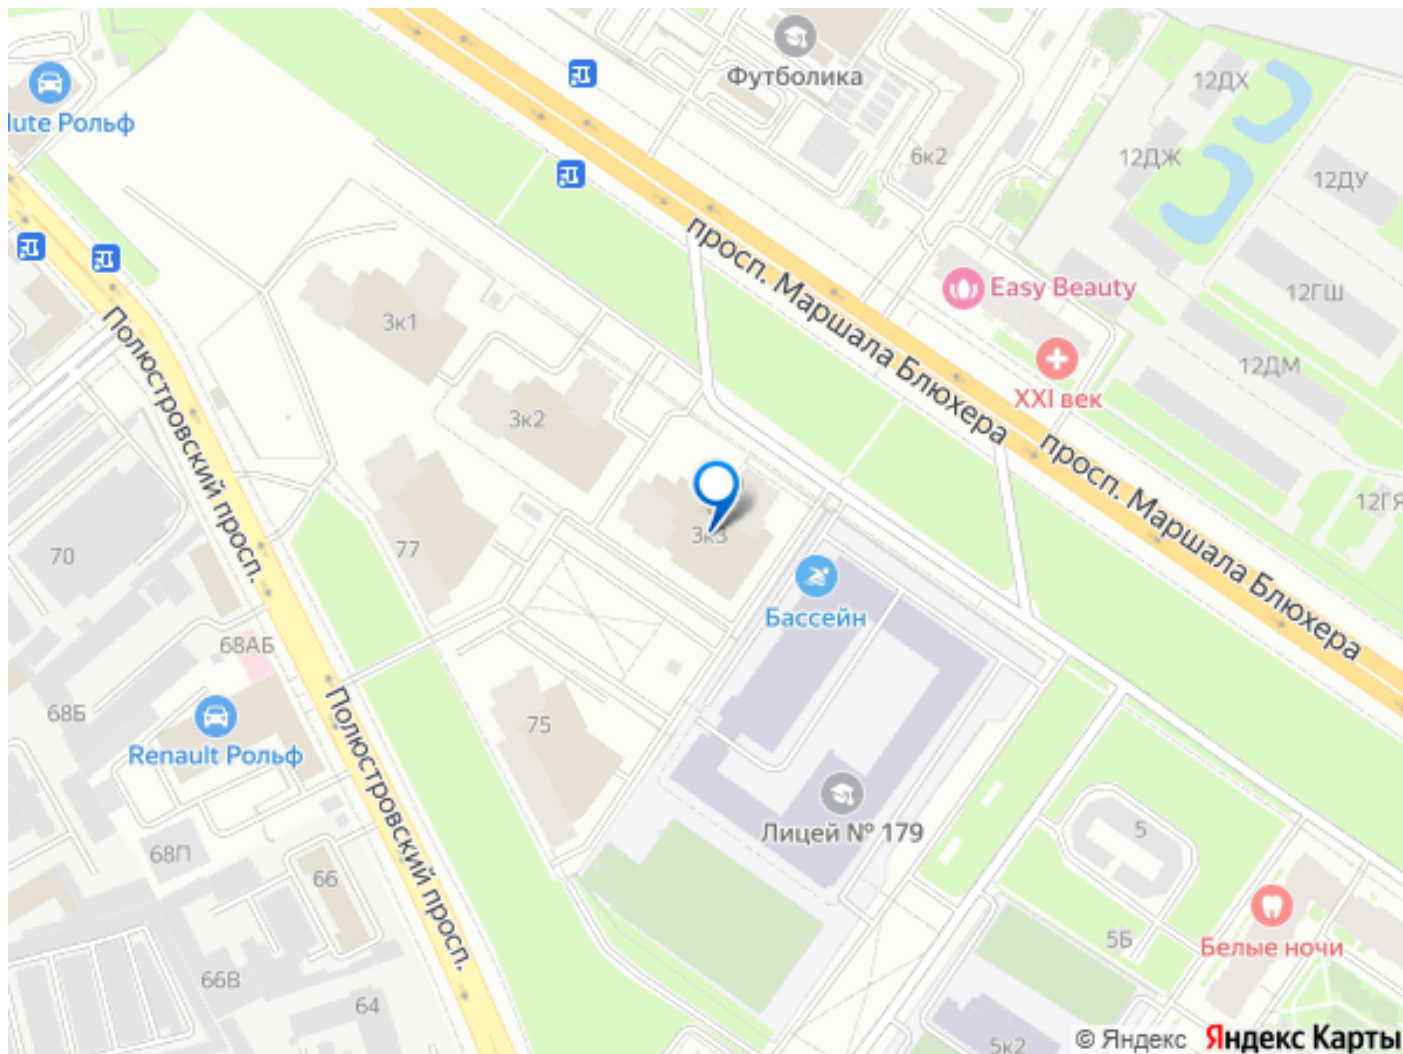 Футболика
12ДХ
lute Рольф
6к2
12ДЖ
12ДУ
просп. Маршала Блюхера
Easy Beauty
12ГШ
Полюстровский просп.
3к1
12ДМ
XXI век
3к2
просп. Маршала Блюхера
12ГЯ
3к3
70
77
Бассейн
68АБ
68Б
75
Renault Рольф
Полюстровский просп.
Лицей № 179
5
68П
66
5Б
Белые ночи
66В
64
5к2
© Яндекс Яндекс Карты